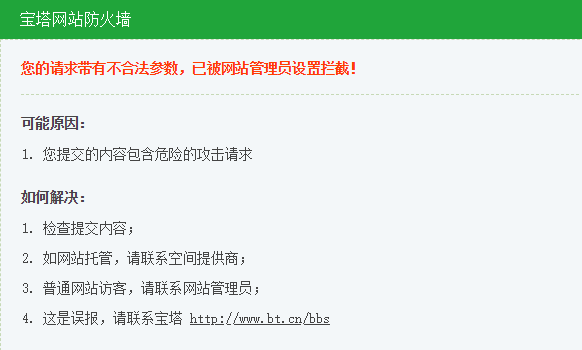 宝塔网站防火墙
您的请求带有不合法参数，已被网站管理员设置拦截！
可能原因：
1. 您提交的内容包含危险的攻击请求
如何解决：
1. 检查提交内容；
2. 如网站托管，请联系空间提供商；
3. 普通网站访客，请联系网站管理员；
4. 这是误报，请联系宝塔 http://www.bt.cn/bbs